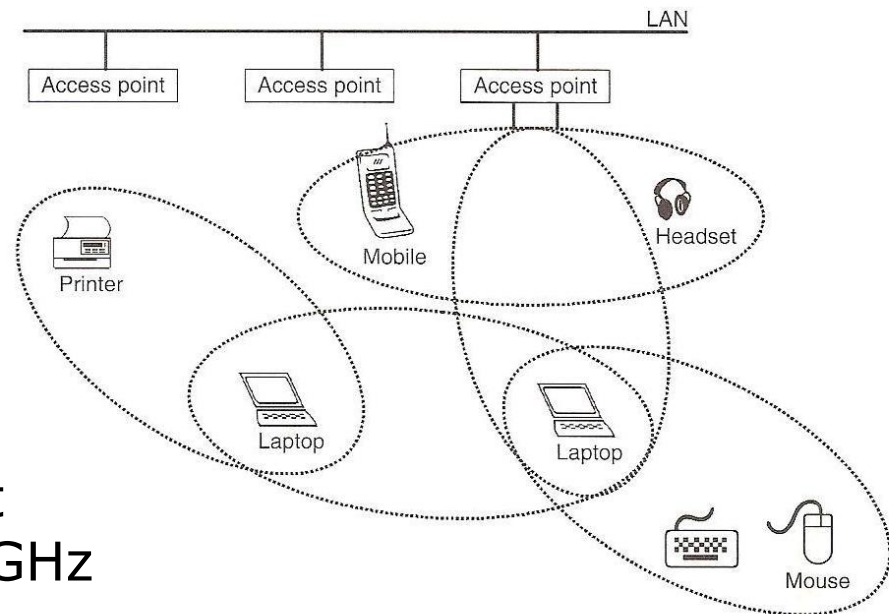 LAN
Access point
Access point
Access point
Mobile
Headset
Printer
Laptop
Laptop
Mouse
GHz